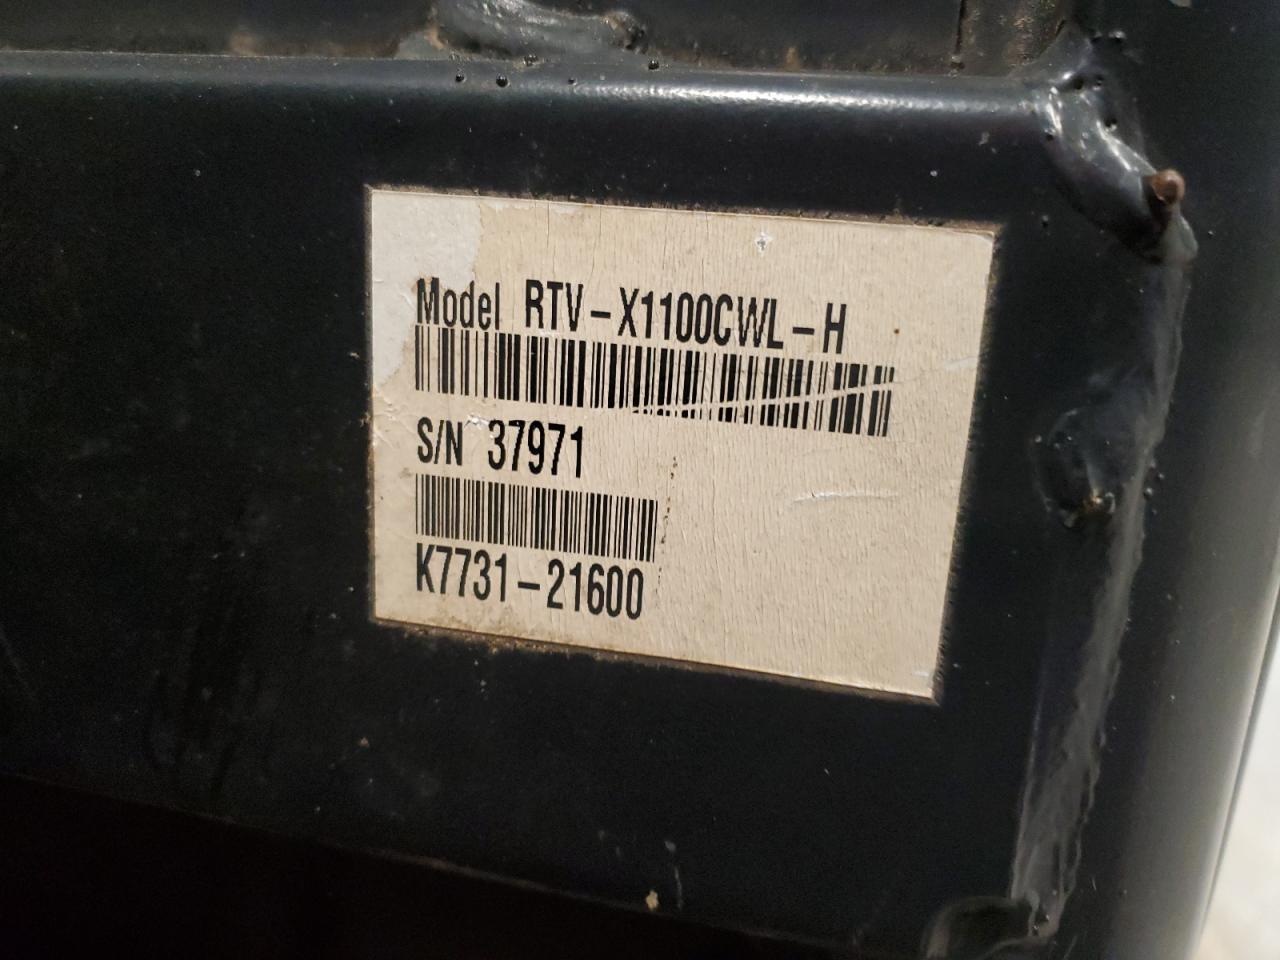 Model RTV-X1100CWL-H
S/N 37971
K7731-21600